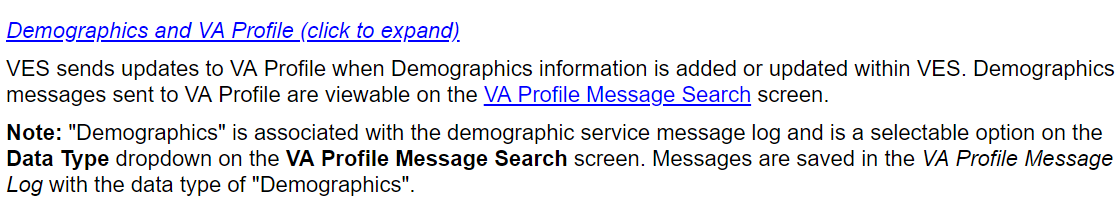 Demographics and VA Profile (click to expand)
VES sends updates to VA Profile when Demographics information is added or updated within VES. Demographics
messages sent to VA Profile are viewable on the VA Profile Message Search screen.
Note: "Demographics" is associated with the demographic service message log and is a selectable option on the
Data Type dropdown on the VA Profile Message Search screen. Messages are saved in the VA Profile Message
Log with the data type of "Demographics".